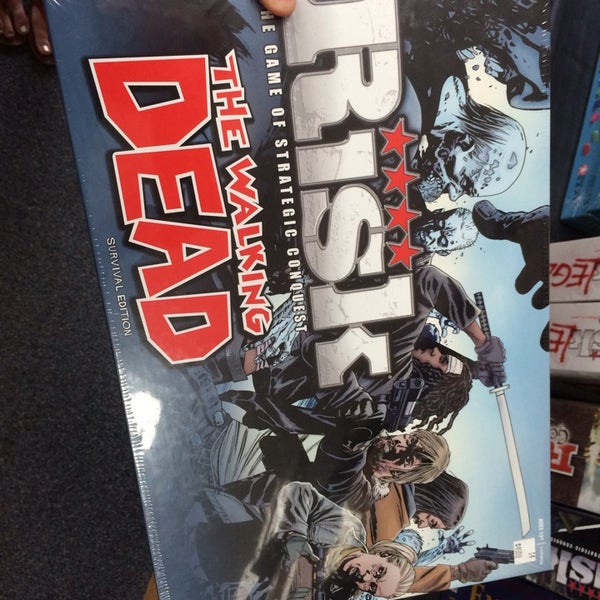 RISK
THE GAME OF STRATEGIC CONQUEST
THE WALKING
DEAD
SURVIVAL EDITION